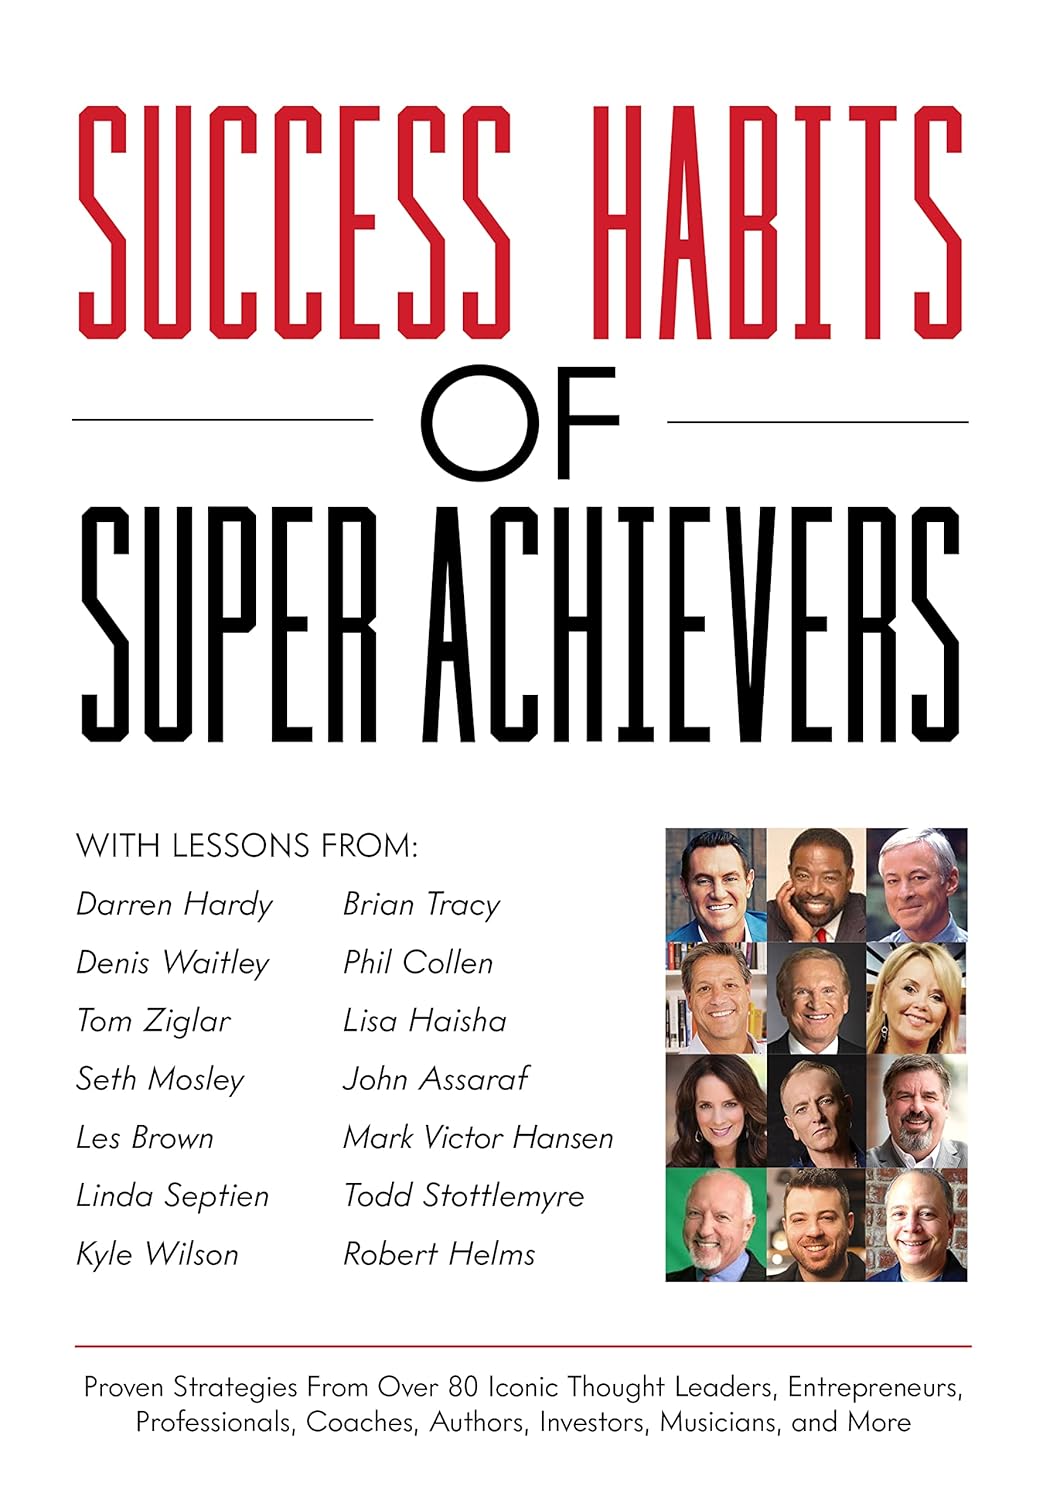 SUCCESS HABITS
OF
SUPER ACHIEVERS
WITH LESSONS FROM:
Darren Hardy
Denis Waitley
Tom Ziglar
Seth Mosley
Les Brown
Linda Septien
Kyle Wilson
Brian Tracy
Phil Collen
Lisa Haisha
John Assaraf
Mark Victor Hansen
Todd Stottlemyre
Robert Helms
Proven Strategies From Over 80 Iconic Thought Leaders, Entrepreneurs,
Professionals, Coaches, Authors, Investors, Musicians, and More